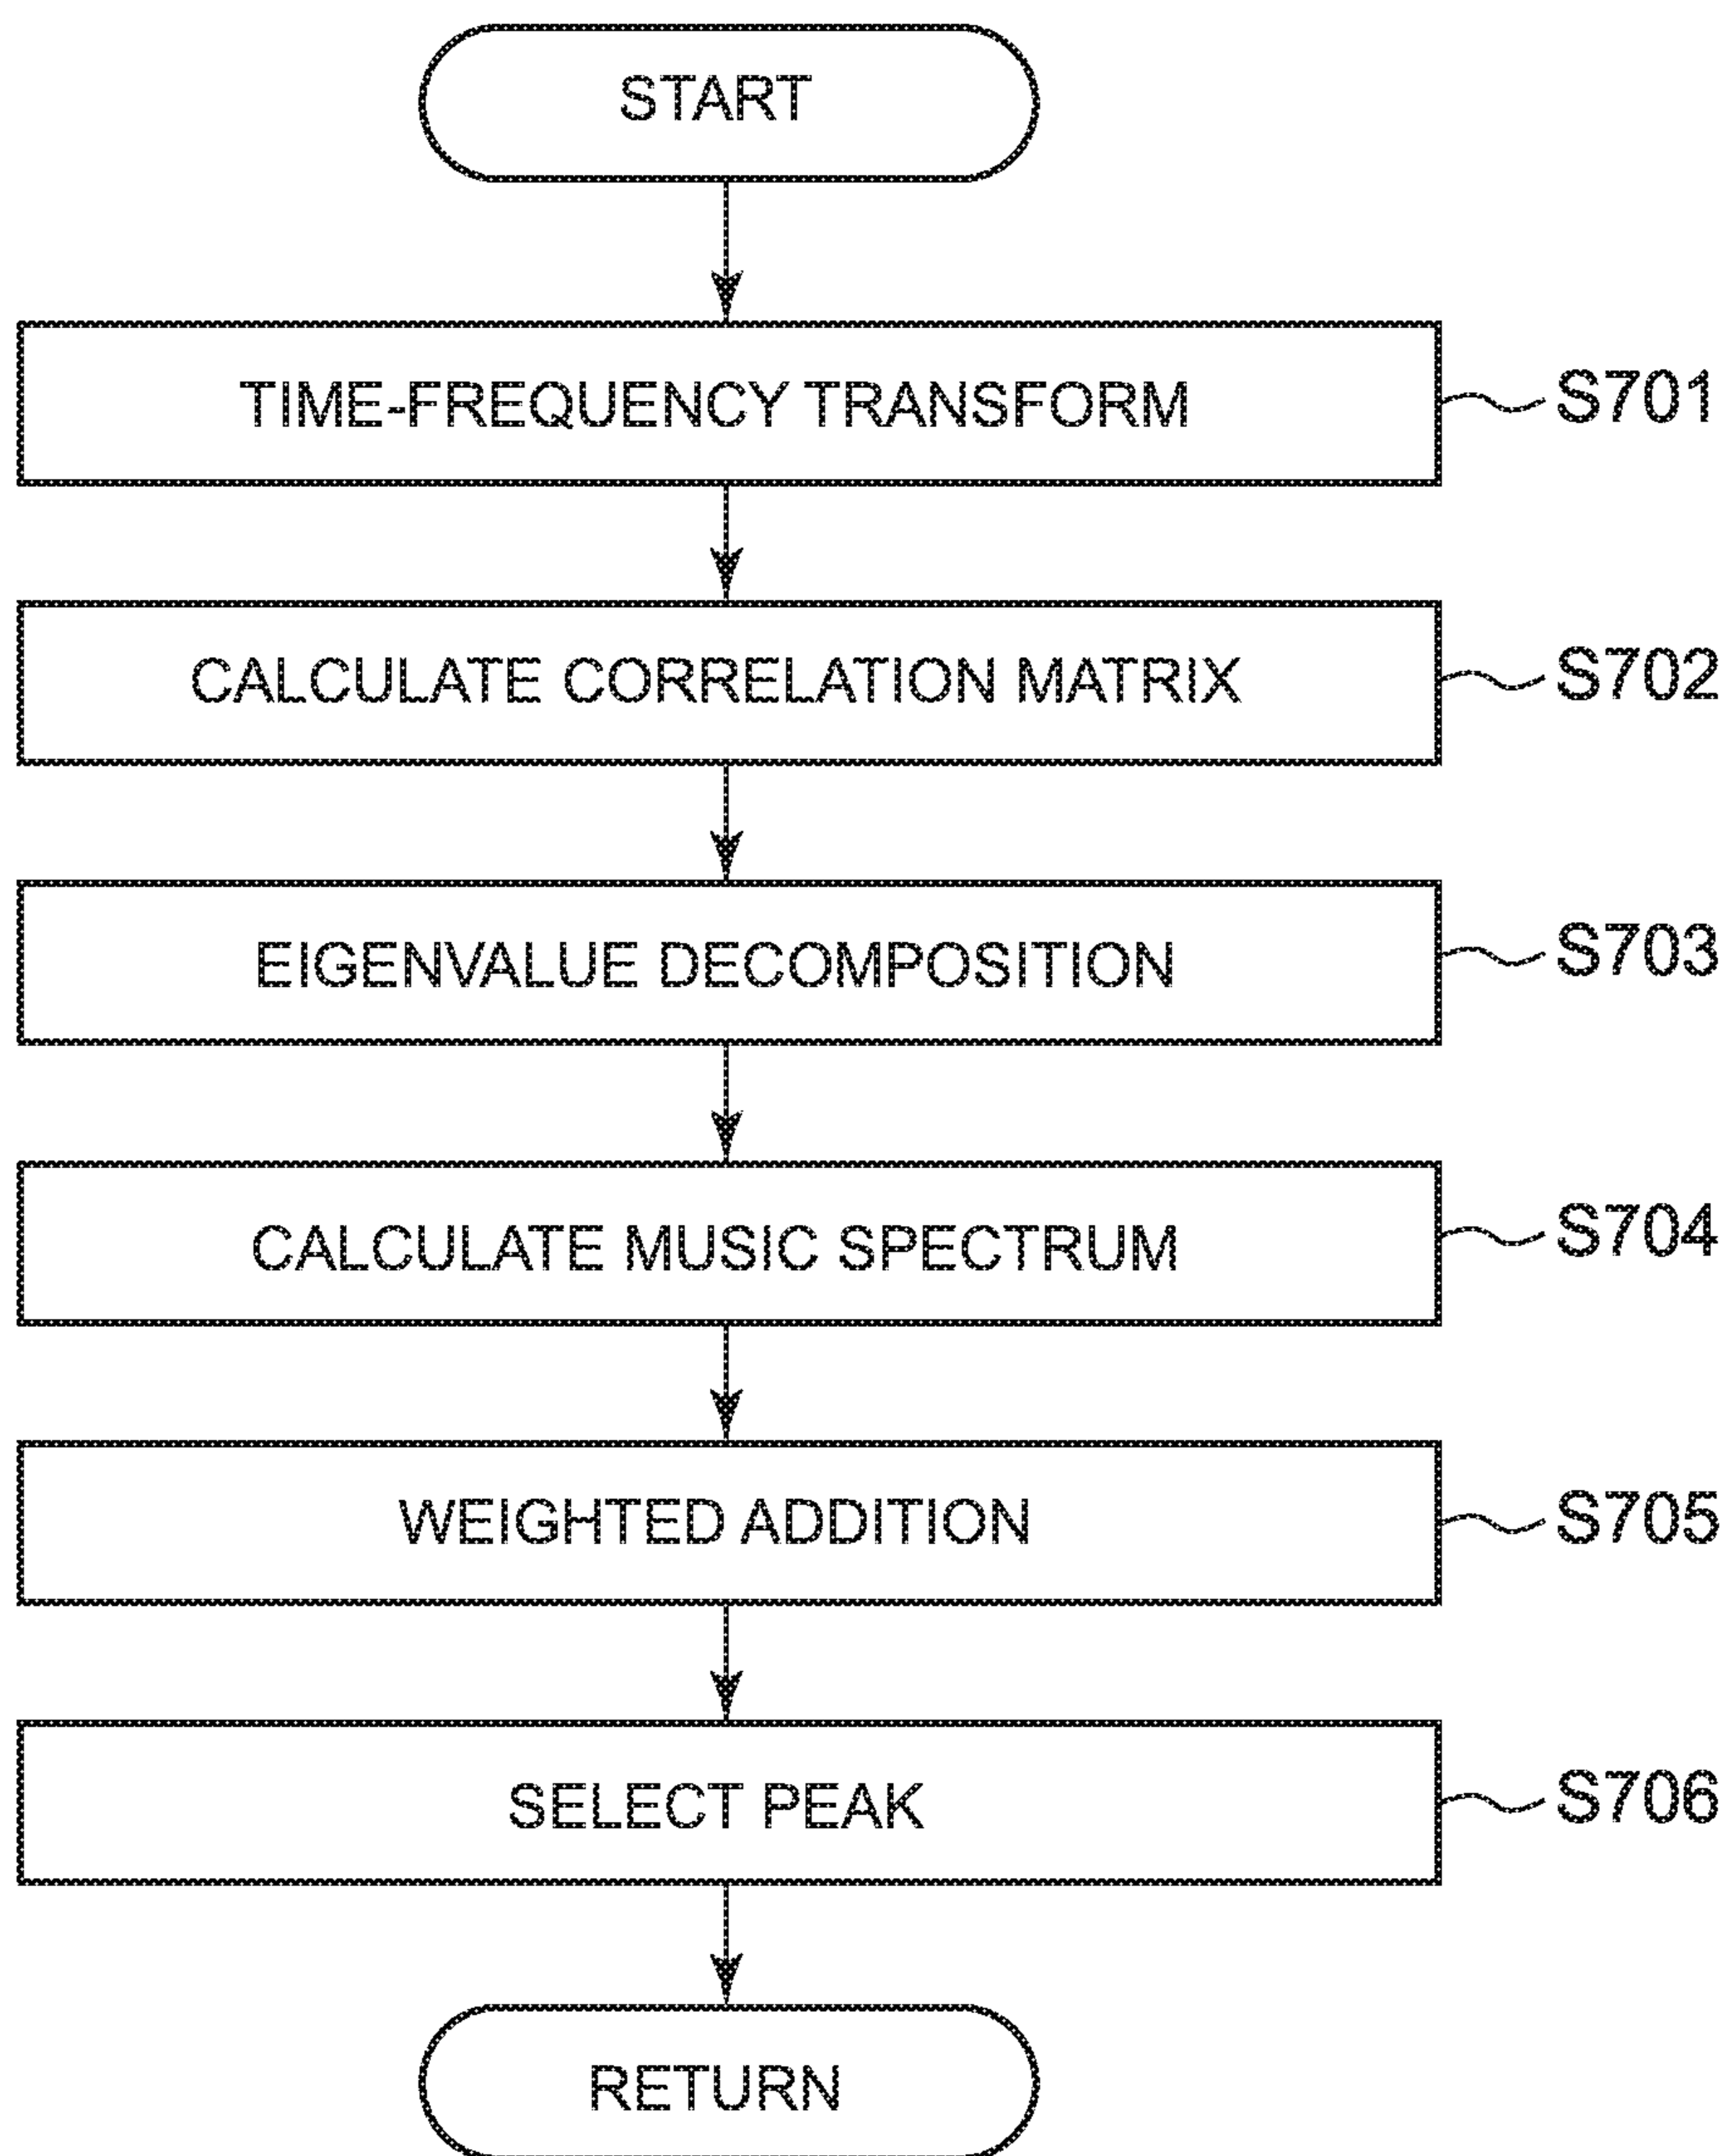 START
TIME-FREQUENCY TRANSFORM
S701
CALCULATE CORRELATION MATRIX
S702
EIGENVALUE DECOMPOSITION
S703
CALCULATE MUSIC SPECTRUM
S704
WEIGHTED ADDITION
S705
SELECT PEAK
S706
RETURN